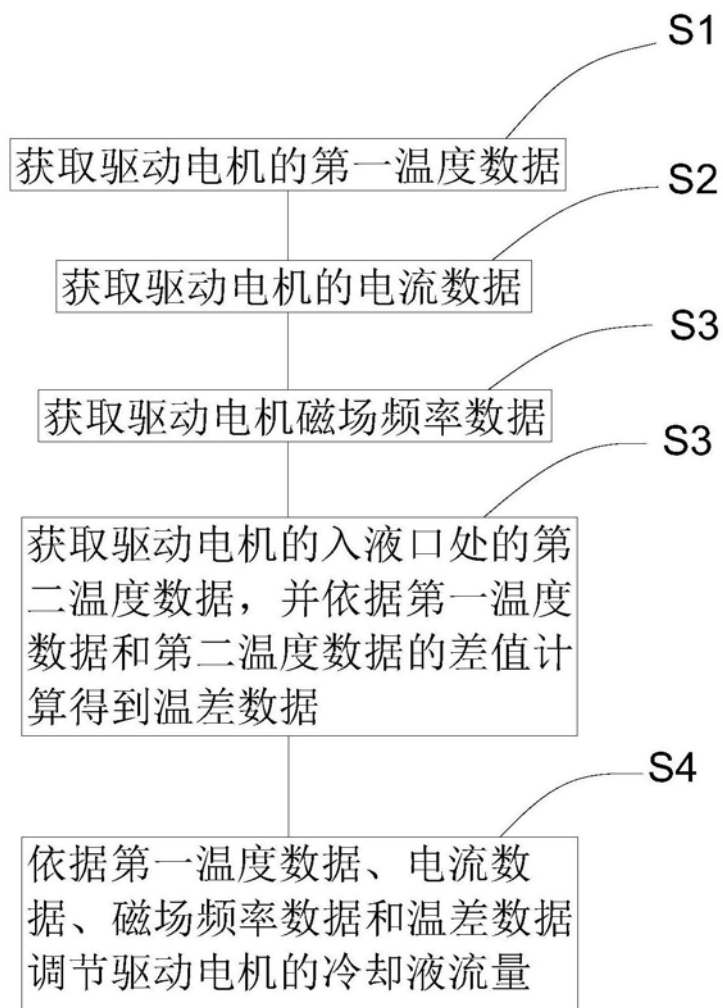 S1
获取驱动电机的第一温度数据
S2
获取驱动电机的电流数据
S3
获取驱动电机磁场频率数据
S3
获取驱动电机的入液口处的第
二温度数据，并依据第一温度
数据和第二温度数据的差值计
算得到温差数据
S4
依据第一温度数据、电流数
据、磁场频率数据和温差数据
调节驱动电机的冷却液流量